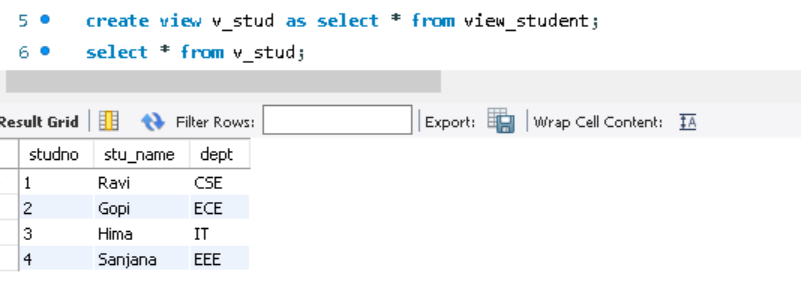 5 create view v_stud as select * from view_student;
6 select * from v_stud;
Result Grid Filter Rows: Export: Wrap Cell Content: IA
studno stu_name dept
1 Ravi CSE
2 Gopi ECE
3 Hima IT
4 Sanjana EEE